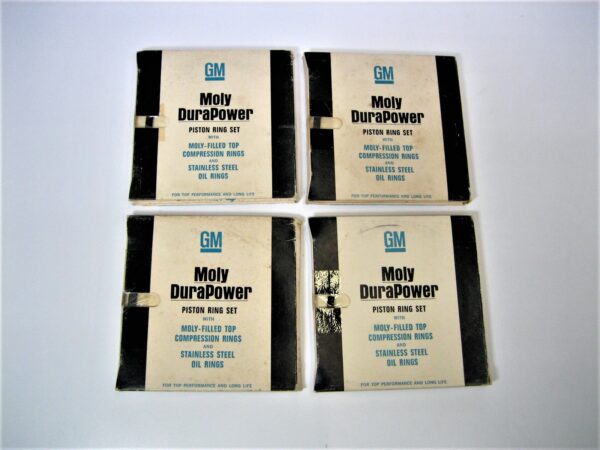 GM
Moly
DuraPower
PISTON RING SET
WITH
MOLY-FILLED TOP
COMPRESSION RINGS
AND
STAINLESS STEEL
OIL RINGS
FOR TOP PERFORMANCE AND LONG LIFE
GM
Moly
DuraPower
PISTON RING SET
WITH
MOLY-FILLED TOP
COMPRESSION RINGS
AND
STAINLESS STEEL
OIL RINGS
FOR TOP PERFORMANCE AND LONG LIFE
GM
Moly
DuraPower
PISTON RING SET
WITH
MOLY-FILLED TOP
COMPRESSION RINGS
AND
STAINLESS STEEL
OIL RINGS
FOR TOP PERFORMANCE AND LONG LIFE
GM
Moly
DuraPower
PISTON RING SET
WITH
MOLY-FILLED TOP
COMPRESSION RINGS
AND
STAINLESS STEEL
OIL RINGS
FOR TOP PERFORMANCE AND LONG LIFE